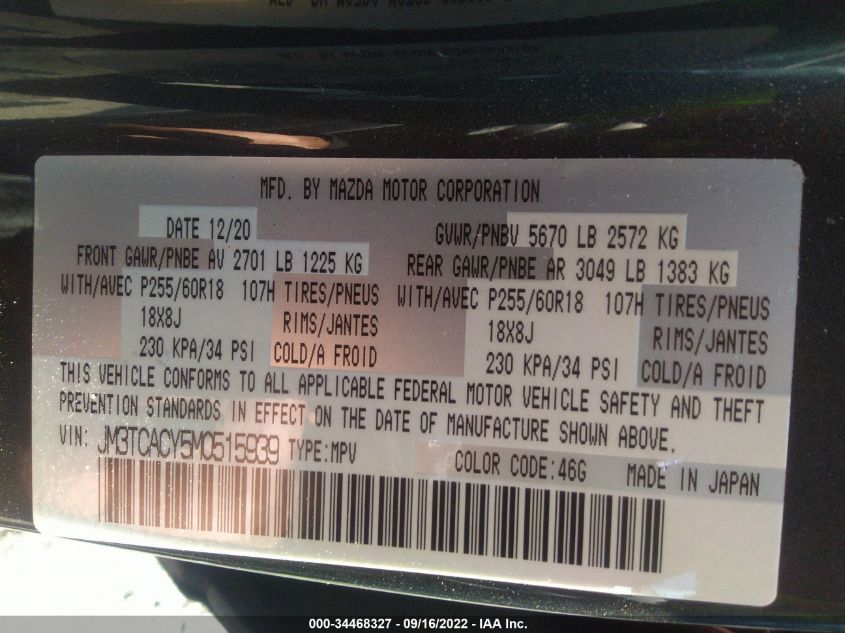 MFD. BY MAZDA MOTOR CORPORATION
DATE 12/20 GVWR/PNBV 5670 LB 2572 KG
FRONT GAWR/PNBE AV 2701 LB 1225 KG REAR GAWR/PNBE AR 3049 LB 1383 KG
WITH/AVEC P255/60R18 107H TIRES/PNEUS WITH/AVEC P255/60R18 107H TIRES/PNEUS
18X8J RIMS/JANTES 18X8J RIMS/JANTES
230 KPA/34 PSI COLD/A FROID 230 KPA/34 PSI COLD/A FROID
THIS VEHICLE CONFORMS TO ALL APPLICABLE FEDERAL MOTOR VEHICLE SAFETY AND THEFT
PREVENTION STANDARDS IN EFFECT ON THE DATE OF MANUFACTURE SHOWN ABOVE.
VIN: JM3TCACY5M0515939 TYPE:MPV COLOR CODE:46G MADE IN JAPAN
000-34468327 - 09/16/2022 - IAA Inc.